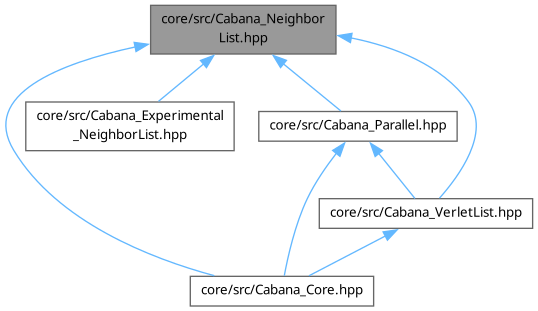 core/src/Cabana_Neighbor
List.hpp
core/src/Cabana_Experimental
_NeighborList.hpp
core/src/Cabana_Parallel.hpp
core/src/Cabana_VerletList.hpp
core/src/Cabana_Core.hpp